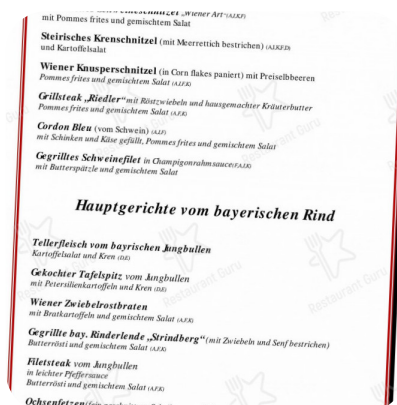 „Wiener Art“ (A,I,K,F)
mit Pommes frites und gemischtem Salat
Steirisches Krenschnitzel (mit Meerrettich bestrichen) (A,I,K,F,D)
und Kartoffelsalat
Wiener Knusperschnitzel (in Corn flakes paniert) mit Preiselbbeeren
Pommes frites und gemischtem Salat (A,I,F,K)
Grillsteak „Riedler“ mit Röstzwiebeln und hausgemachter Kräuterbutter
Pommes frites und gemischtem Salat (A,I,F,K)
Cordon Bleu (vom Schwein) (A,I,F)
mit Schinken und Käse gefüllt, Pommes frites und gemischtem Salat
Gegrilltes Schweinefilet in Champigonrahmsauce(F,A,I,K)
mit Butterspätzle und gemischtem Salat
Hauptgerichte vom bayerischen Rind
Tellerfleisch vom bayrischen Jungbullen
Kartoffelsalat und Kren (D,E)
Gekochter Tafelspitz vom Jungbullen
mit Petersilienkartoffeln und Kren (D,E)
Wiener Zwiebelrostbraten
mit Bratkartoffeln und gemischtem Salat (A,F,K)
Gegrillte bay. Rinderlende „Strindberg“ (mit Zwiebeln und Senf bestrichen)
Butterrösti und gemischtem Salat (A,F,K)
Filetsteak vom Jungbullen
in leichter Pfeffersauce
Butterrösti und gemischtem Salat (A,F,K)
Ochsenfetzen
Restaurant Guru